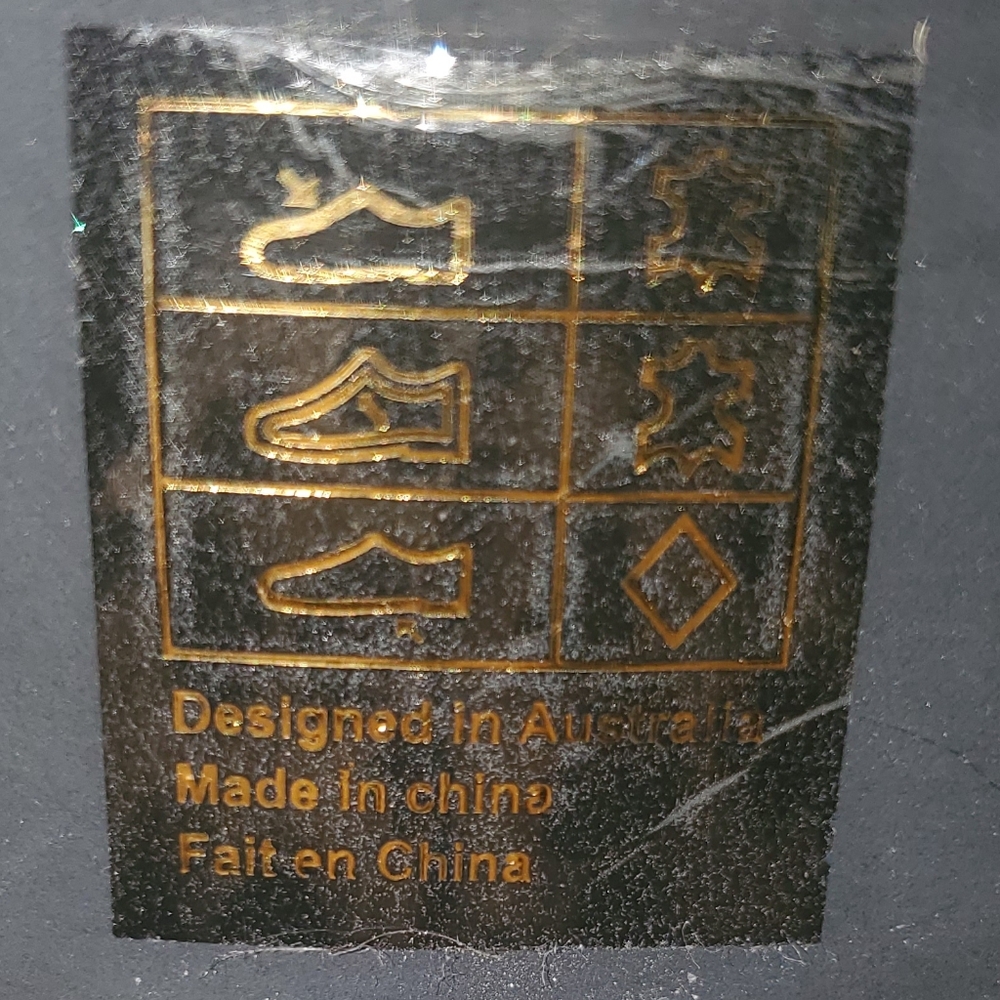 Designed in Australia
Made in china
Fait en China